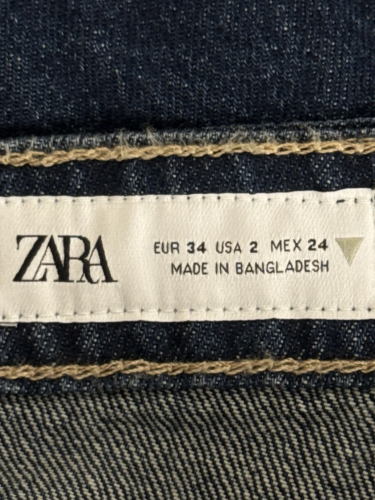 ZARA
EUR 34 USA 2 MEX 24
MADE IN BANGLADESH